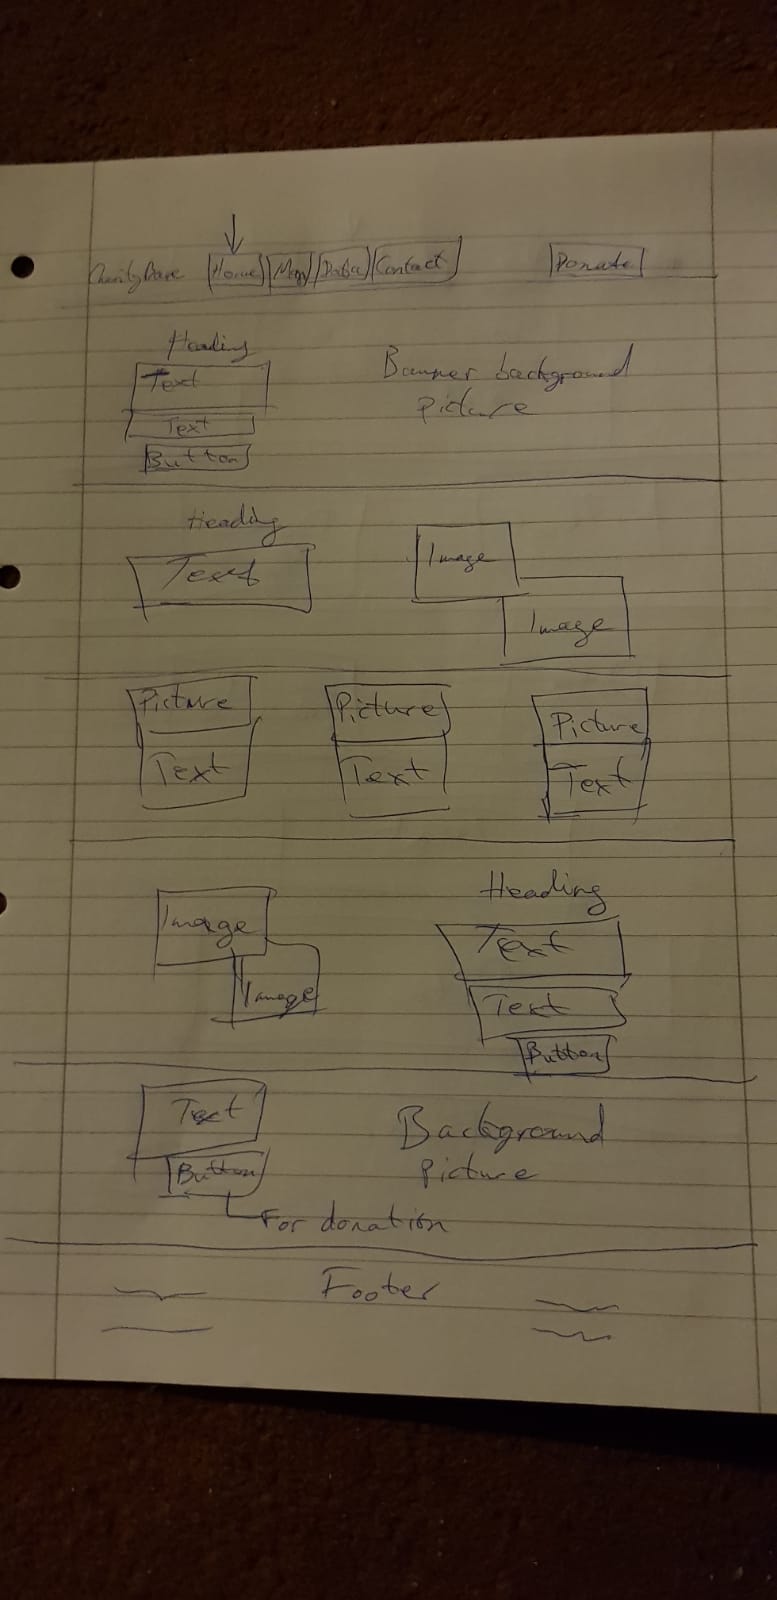 CharityBase Home Map Data Contact Donate
Heading
Text
Text
Button
Banner background
picture
Heading
Text
Image
Image
Picture Picture Picture
Text Text Text
Image
Image
Heading
Text
Text
Button
Text
Button
For donation
Background
picture
Footer